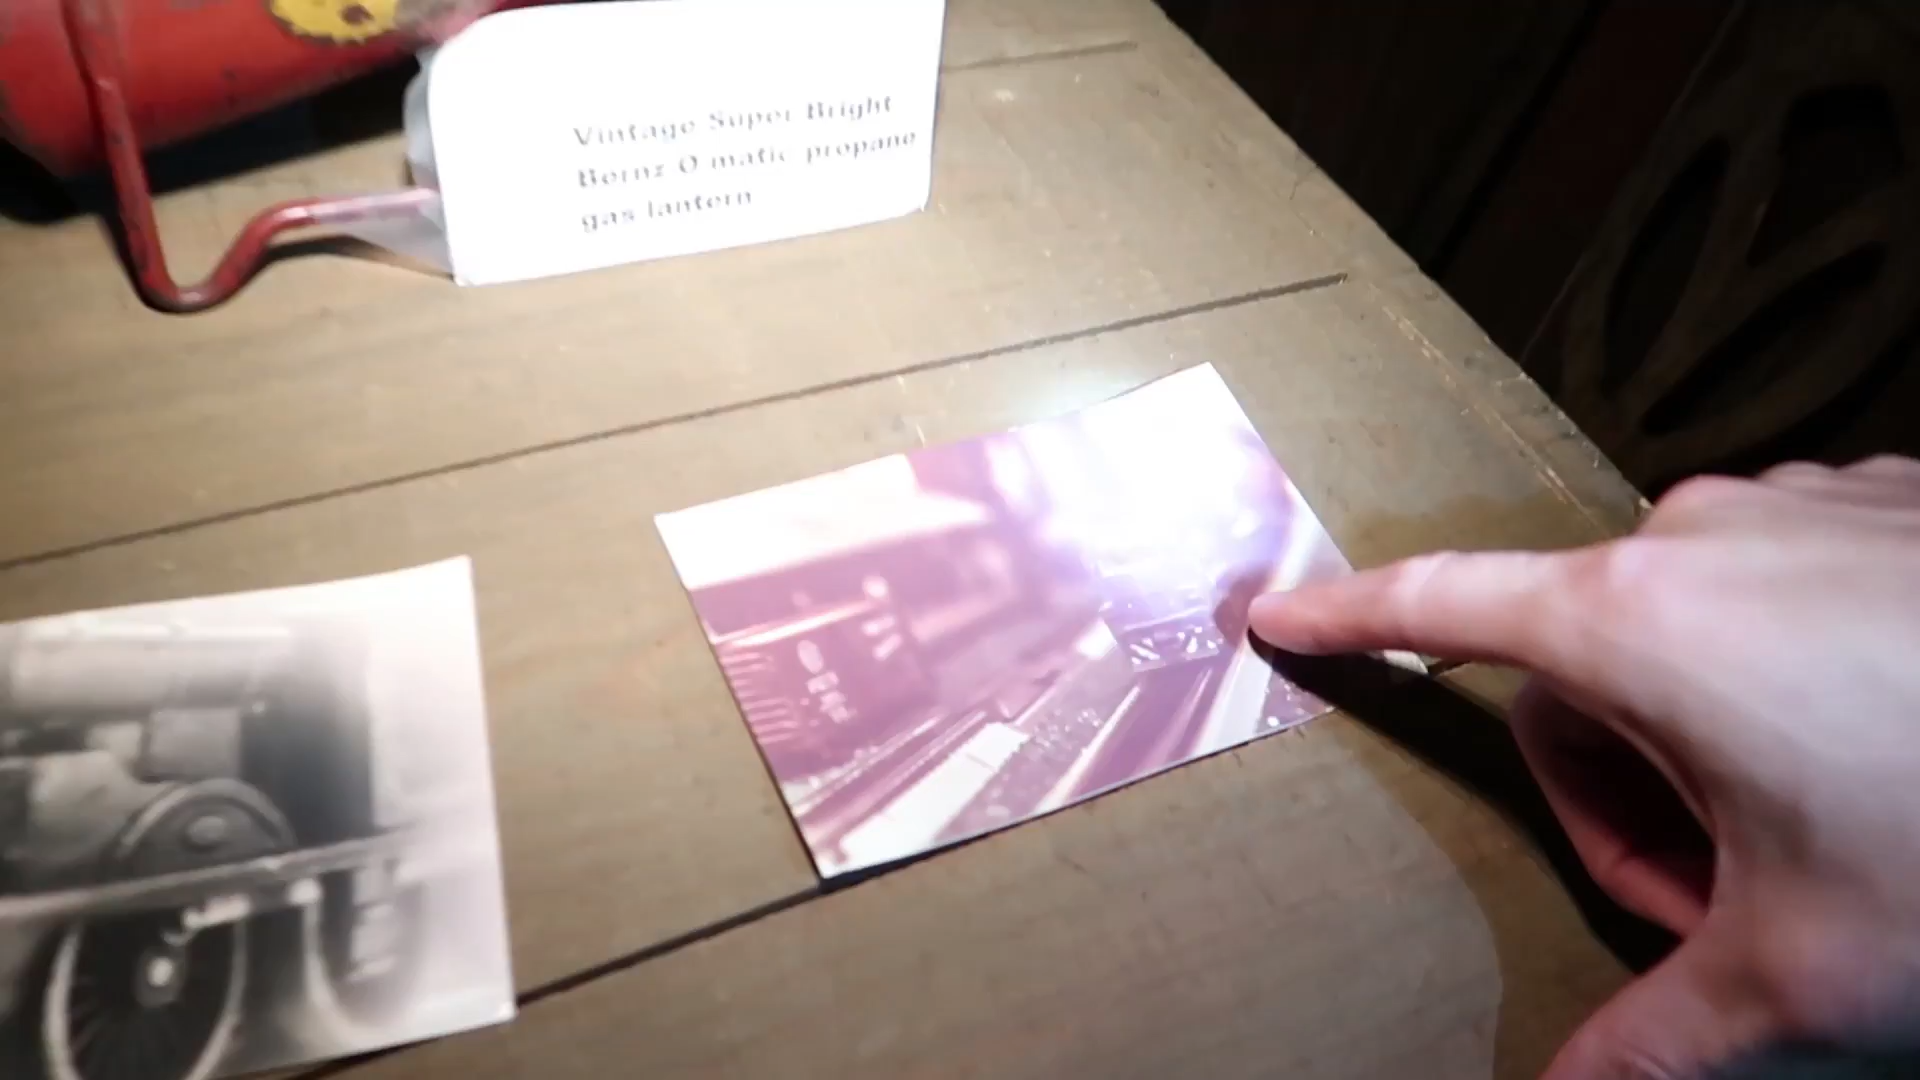 Vintage Super Bright
Bernz O matic propane
gas lantern